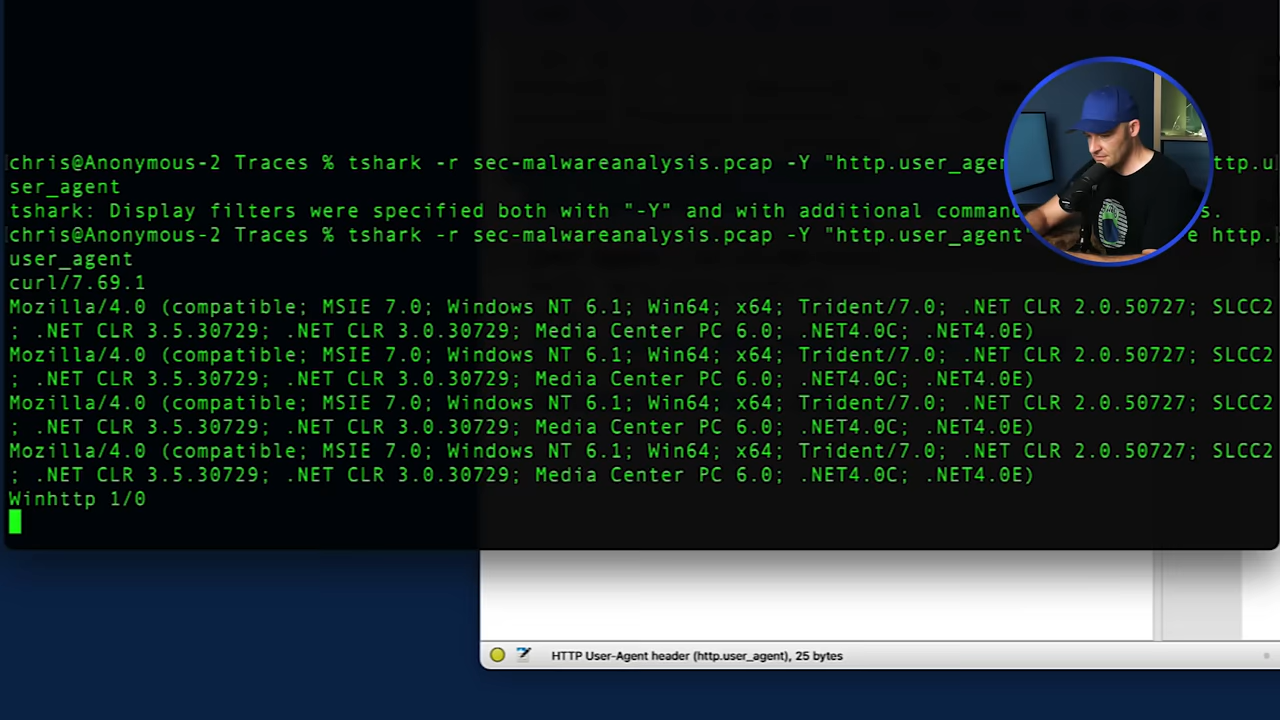 chris@Anonymous-2 Traces % tshark -r sec-malwareanalysis.pcap -Y "http.user_agen ttp.u
ser_agent
tshark: Display filters were specified both with "-Y" and with additional comman s.
chris@Anonymous-2 Traces % tshark -r sec-malwareanalysis.pcap -Y "http.user_agent" e http.
user_agent
curl/7.69.1
Mozilla/4.0 (compatible; MSIE 7.0; Windows NT 6.1; Win64; x64; Trident/7.0; .NET CLR 2.0.50727; SLCC2
; .NET CLR 3.5.30729; .NET CLR 3.0.30729; Media Center PC 6.0; .NET4.0C; .NET4.0E)
Mozilla/4.0 (compatible; MSIE 7.0; Windows NT 6.1; Win64; x64; Trident/7.0; .NET CLR 2.0.50727; SLCC2
; .NET CLR 3.5.30729; .NET CLR 3.0.30729; Media Center PC 6.0; .NET4.0C; .NET4.0E)
Mozilla/4.0 (compatible; MSIE 7.0; Windows NT 6.1; Win64; x64; Trident/7.0; .NET CLR 2.0.50727; SLCC2
; .NET CLR 3.5.30729; .NET CLR 3.0.30729; Media Center PC 6.0; .NET4.0C; .NET4.0E)
Mozilla/4.0 (compatible; MSIE 7.0; Windows NT 6.1; Win64; x64; Trident/7.0; .NET CLR 2.0.50727; SLCC2
; .NET CLR 3.5.30729; .NET CLR 3.0.30729; Media Center PC 6.0; .NET4.0C; .NET4.0E)
Winhttp 1/0
HTTP User-Agent header (http.user_agent), 25 bytes